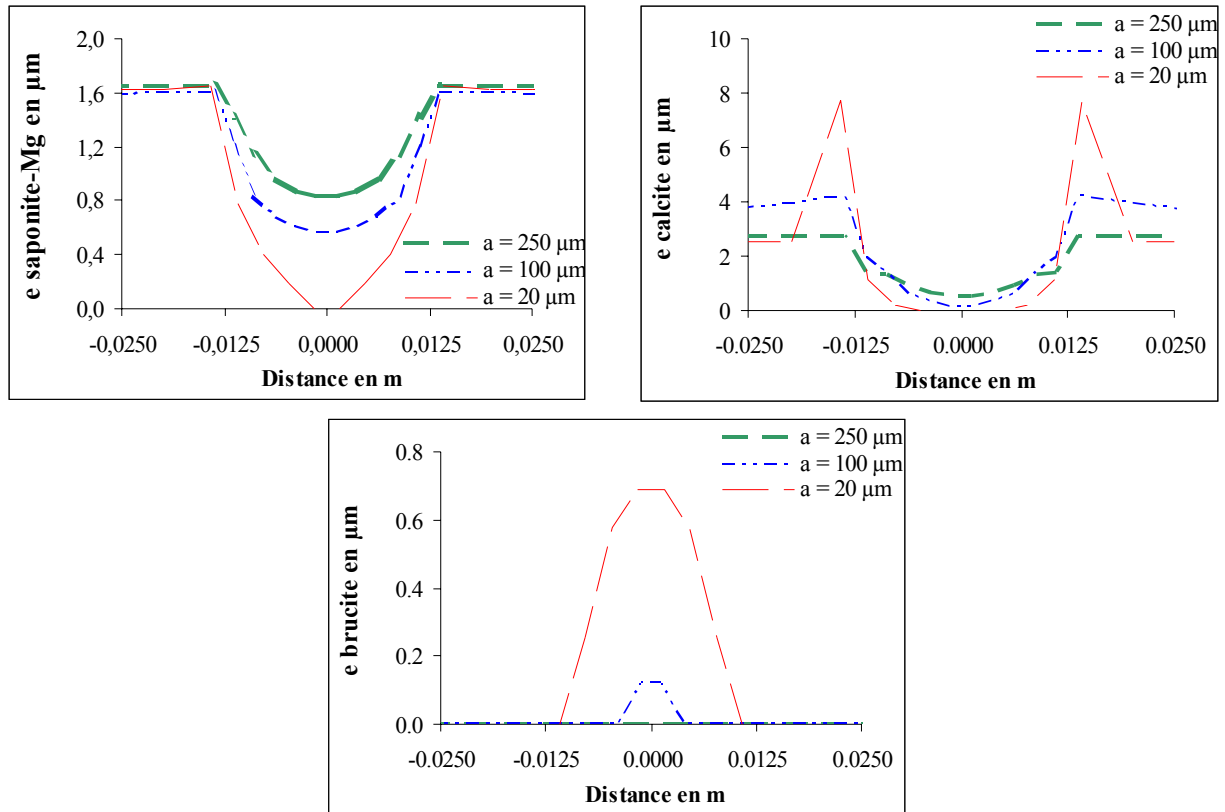 e saponite-Mg en µm
2,0
1,6
1,2
0,8
0,4
0,0
a = 250 µm
a = 100 µm
a = 20 µm
-0,0250 -0,0125 0,0000 0,0125 0,0250
Distance en m
e calcite en µm
10
8
6
4
2
0
a = 250 µm
a = 100 µm
a = 20 µm
-0.0250 -0.0125 0.0000 0.0125 0.0250
Distance en m
e brucite en µm
0.8
0.6
0.4
0.2
0.0
a = 250 µm
a = 100 µm
a = 20 µm
-0.0250 -0.0125 0.0000 0.0125 0.0250
Distance en m